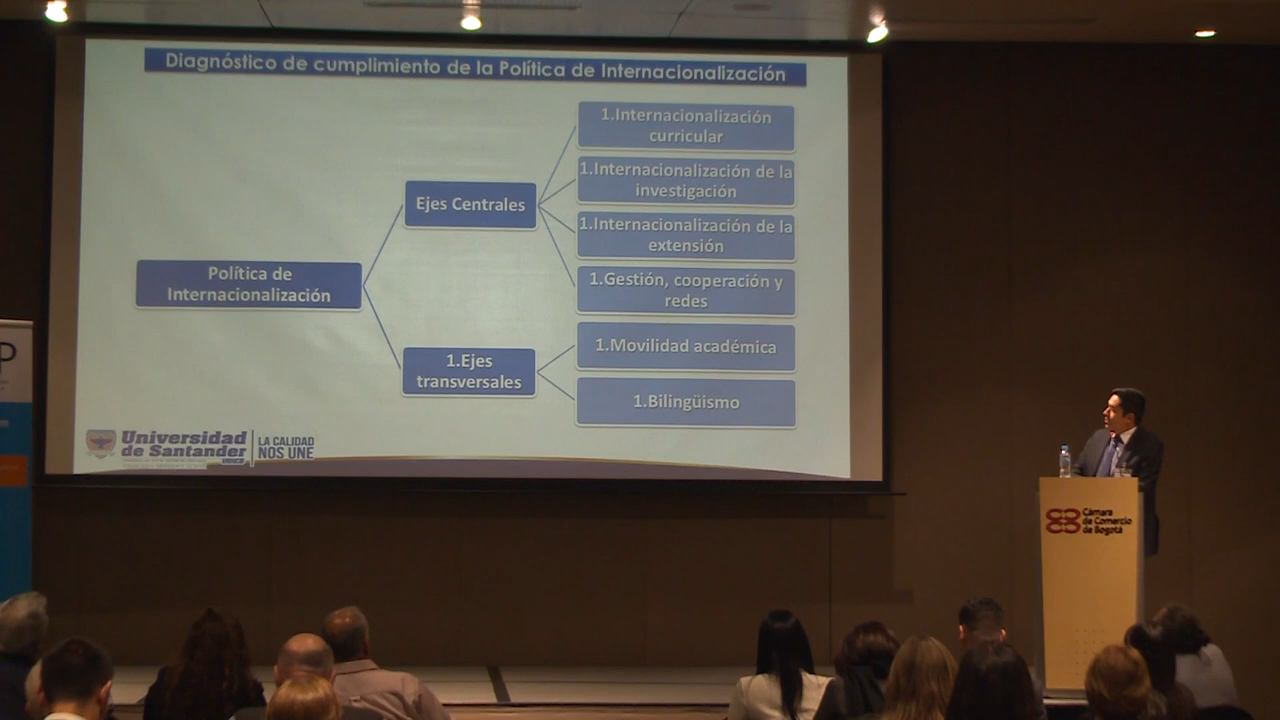 Diagnóstico de cumplimiento de la Política de Internacionalización
Política de
Internacionalización
Ejes Centrales
1.Internacionalización
curricular
1.Internacionalización de la
investigación
1.Internacionalización de la
extensión
1.Gestión, cooperación y
redes
1.Ejes
transversales
1.Movilidad académica
1.Bilingüismo
Universidad
de Santander
UDES
LA CALIDAD
NOS UNE
P
Cámara
de Comercio
de Bogotá